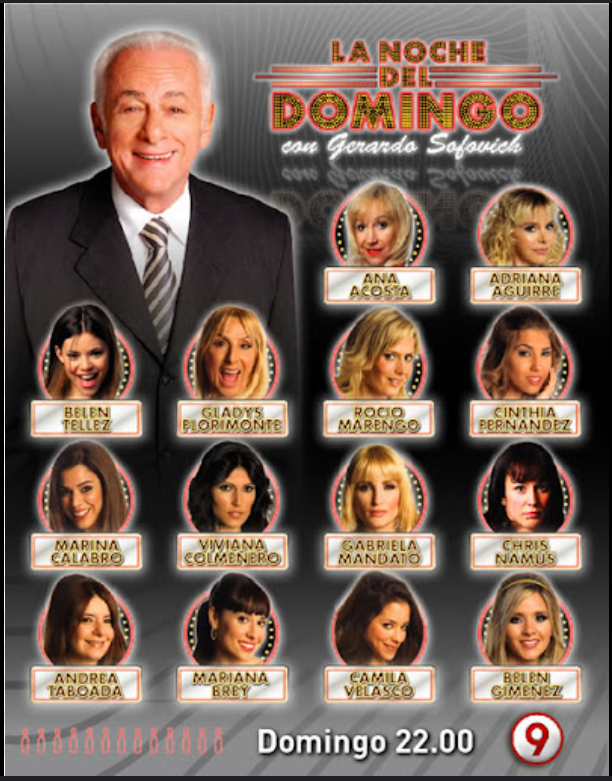 LA NOCHE
DEL
DOMINGO
con Gerardo Sofovich
ANA
ACOSTA
ADRIANA
AGUIRRE
BELEN
TELLEZ
GLADYS
FLORIMONTE
ROCIO
MARENGO
CINTHIA
FERNANDEZ
MARINA
CALABRO
VIVIANA
COLMENERO
GABRIELA
MANDATO
CHRIS
NAMUS
ANDREA
TABOADA
MARIANA
BREY
CAMILA
VELASCO
BELEN
GIMENEZ
Domingo 22.00
9